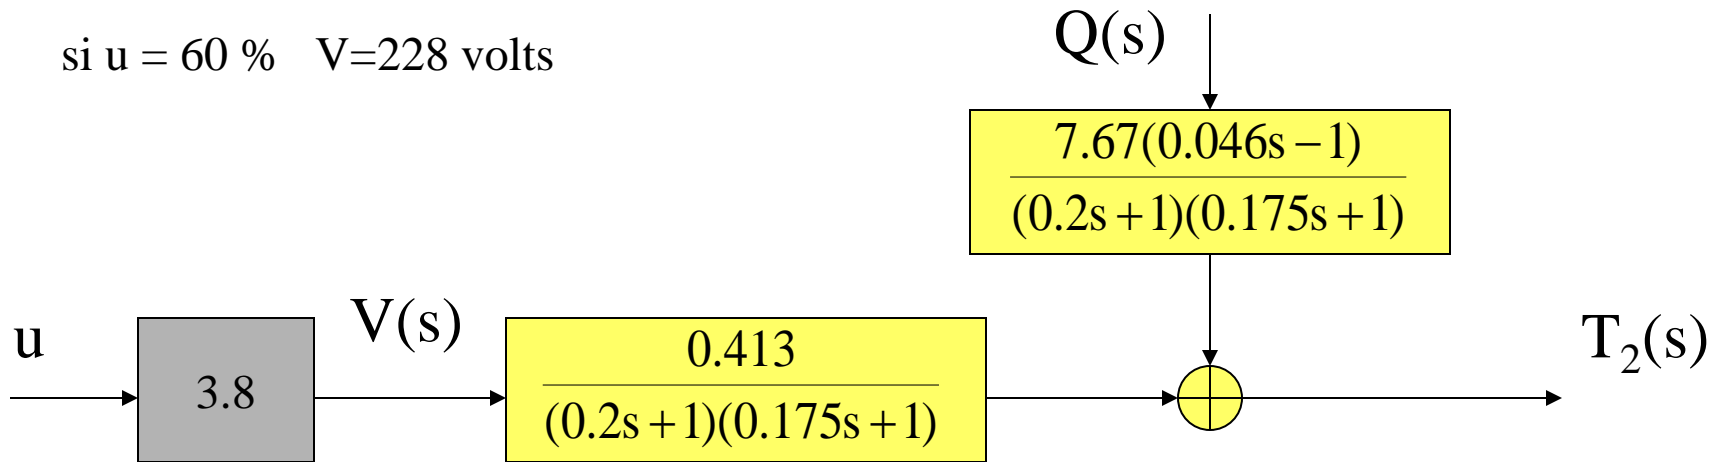 si u = 60 % V=228 volts
Q(s)
7.67(0.046s−1)
(0.2s+1)(0.175s+1)
u
3.8
V(s)
0.413
(0.2s+1)(0.175s+1)
T₂(s)